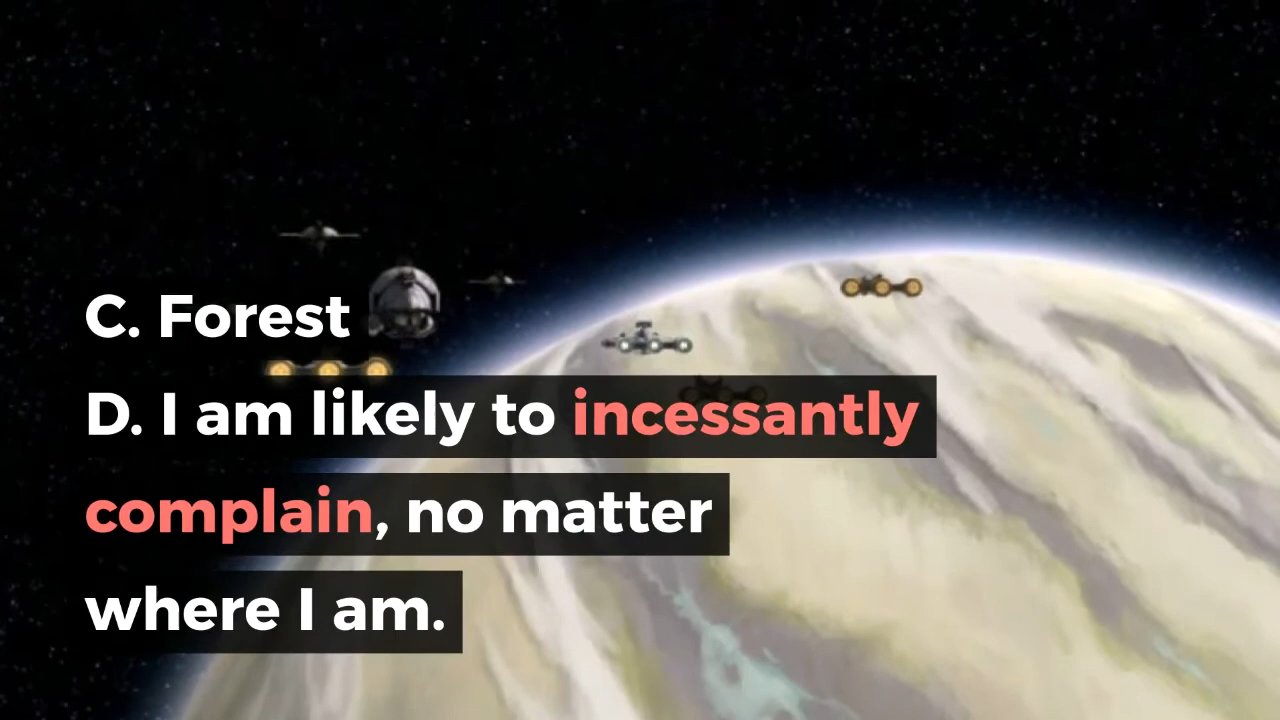 C. Forest
D. I am likely to incessantly
complain, no matter
where I am.